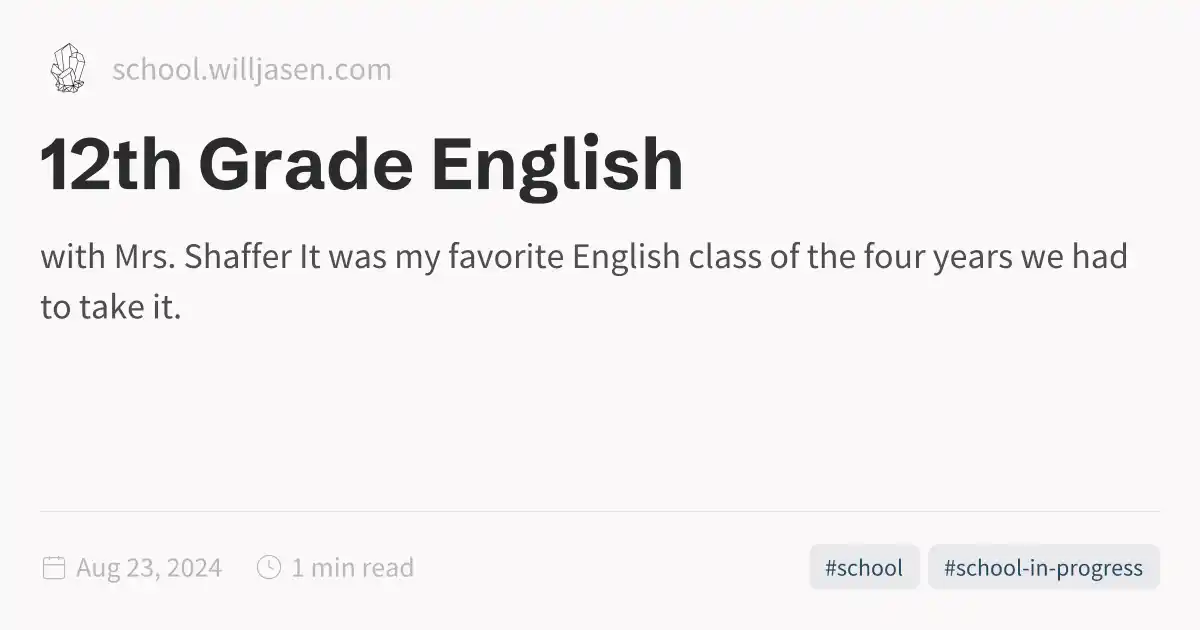 school.willjasen.com
12th Grade English
with Mrs. Shaffer It was my favorite English class of the four years we had
to take it.
Aug 23, 2024 1 min read #school #school-in-progress